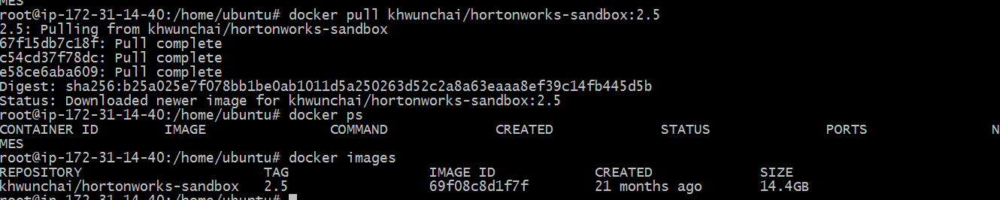 MES
root@ip-172-31-14-40:/home/ubuntu# docker pull khwunchai/hortonworks-sandbox:2.5
2.5: Pulling from khwunchai/hortonworks-sandbox
67f15db7c18f: Pull complete
c54cd37f78dc: Pull complete
e58ce6aba609: Pull complete
Digest: sha256:b25a025e7f078bb1be0ab1011d5a250263d52c2a8a63eaaa8ef39c14fb445d5b
Status: Downloaded newer image for khwunchai/hortonworks-sandbox:2.5
root@ip-172-31-14-40:/home/ubuntu# docker ps
CONTAINER ID IMAGE COMMAND CREATED STATUS PORTS N
MES
root@ip-172-31-14-40:/home/ubuntu# docker images
REPOSITORY TAG IMAGE ID CREATED SIZE
khwunchai/hortonworks-sandbox 2.5 69f08c8d1f7f 21 months ago 14.4GB
root@ip-172-31-14-40:/home/ubuntu#